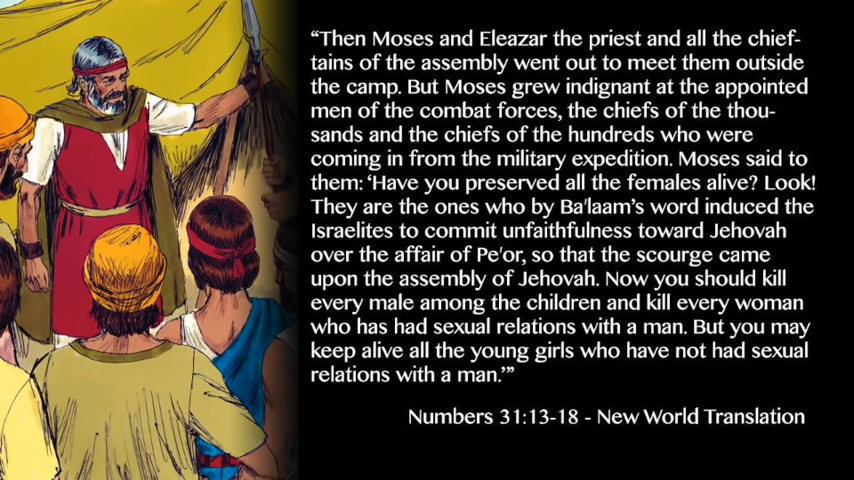 “Then Moses and Eleazar the priest and all the chief-
tains of the assembly went out to meet them outside
the camp. But Moses grew indignant at the appointed
men of the combat forces, the chiefs of the thou-
sands and the chiefs of the hundreds who were
coming in from the military expedition. Moses said to
them: ‘Have you preserved all the females alive? Look!
They are the ones who by Ba'laam’s word induced the
Israelites to commit unfaithfulness toward Jehovah
over the affair of Pe'or, so that the scourge came
upon the assembly of Jehovah. Now you should kill
every male among the children and kill every woman
who has had sexual relations with a man. But you may
keep alive all the young girls who have not had sexual
relations with a man.’”
Numbers 31:13-18 - New World Translation